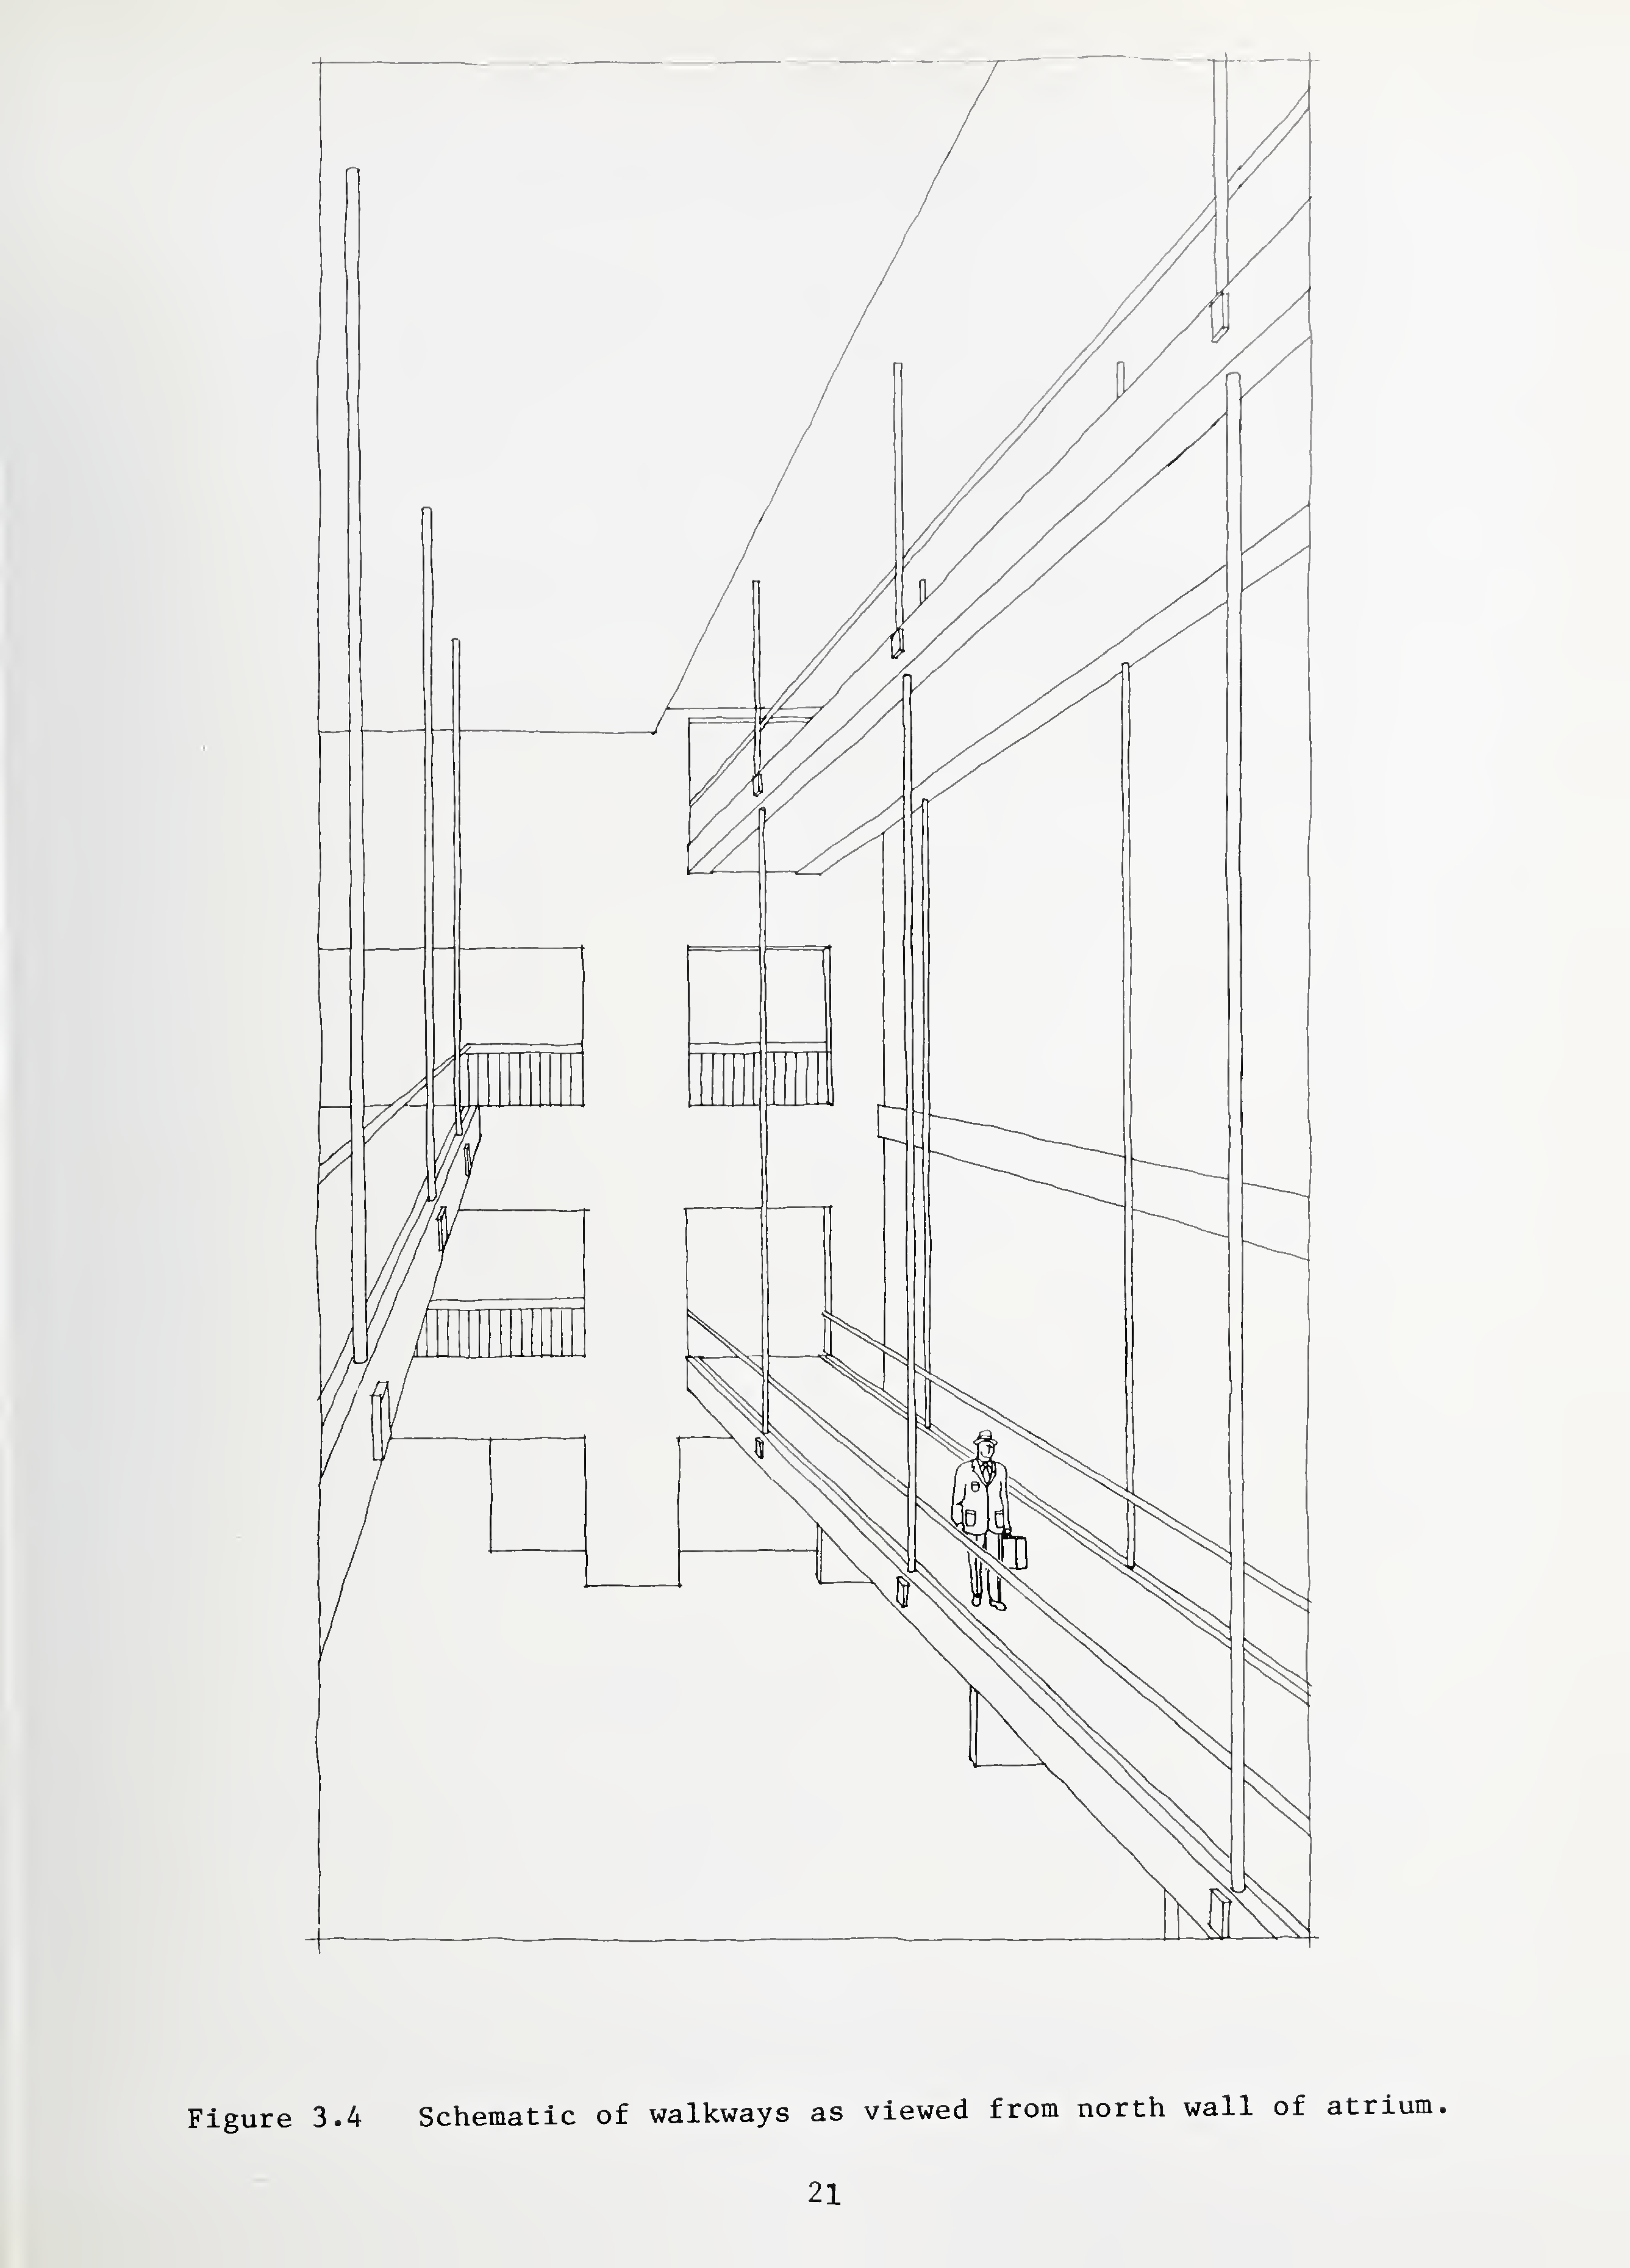 Figure 3.4 Schematic of walkways as viewed from north wall of atrium.
21